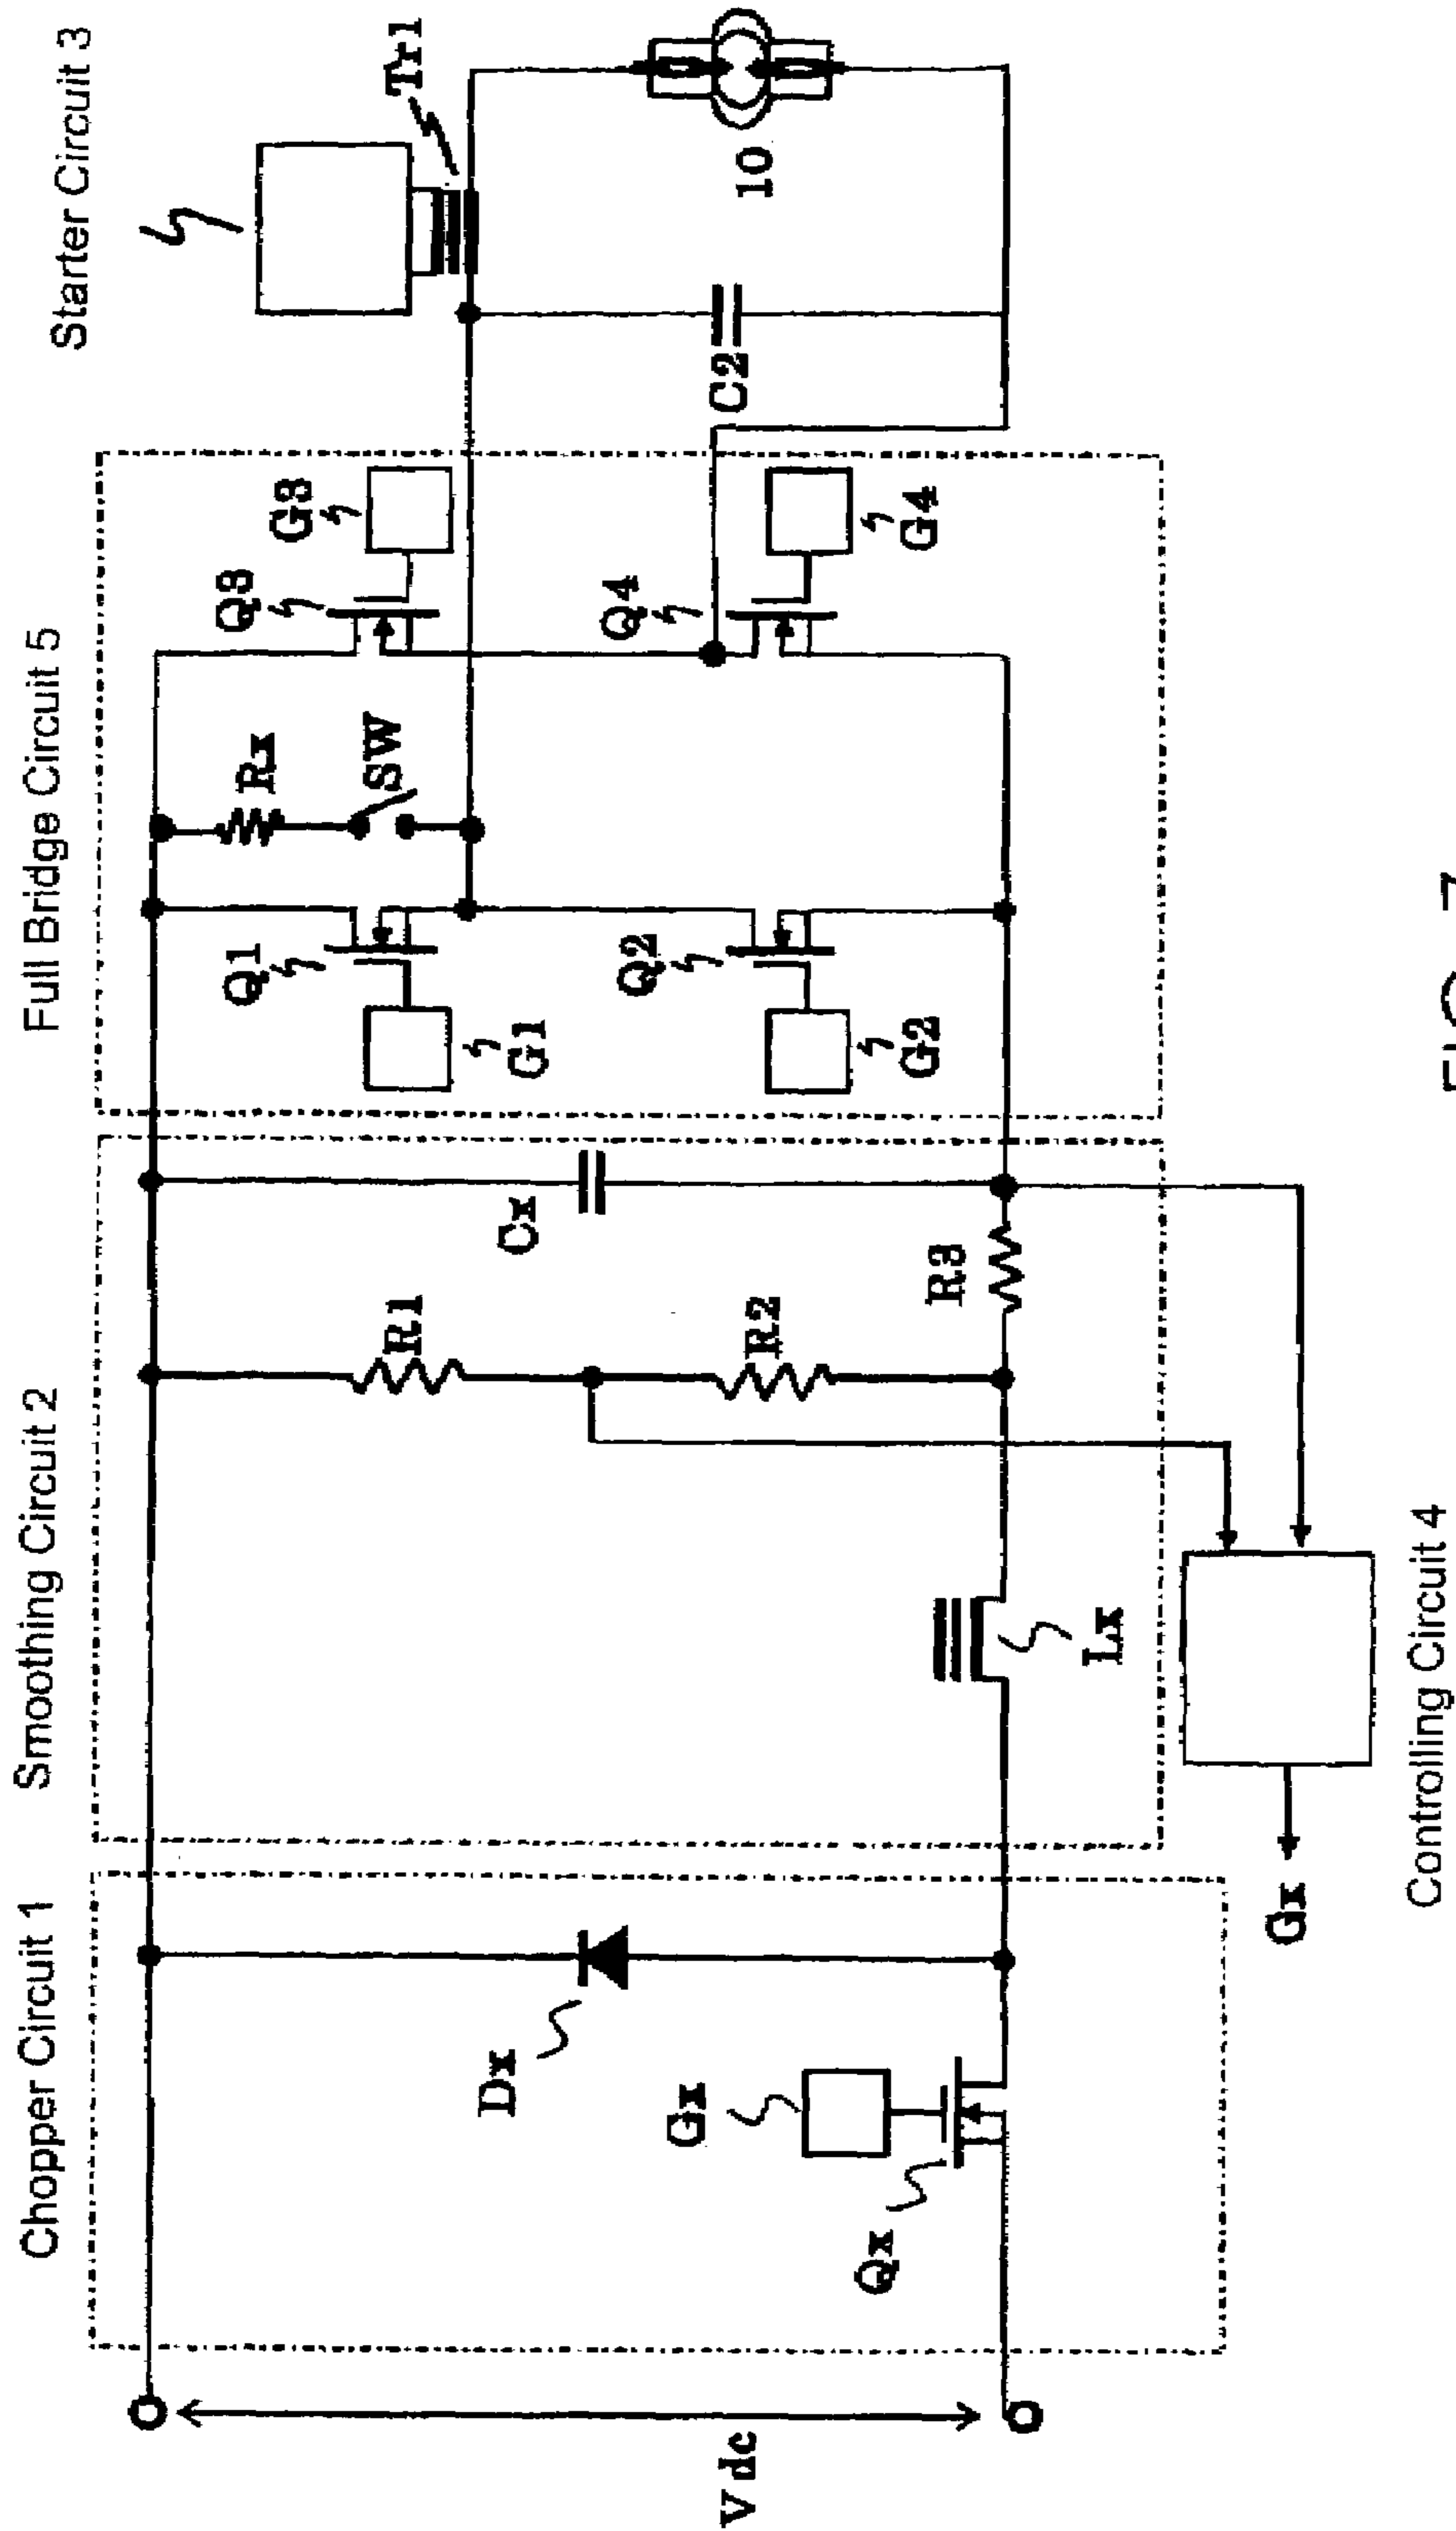 Chopper Circuit 1
Smoothing Circuit 2
Full Bridge Circuit 5
Starter Circuit 3
Tr1
Q1
G1
Rx
SW
Q3
G3
Dx
R1
Cx
Q2
G2
Q4
G4
C2
10
Vdc
Gx
Qx
R2
R3
Lx
Gx
Controlling Circuit 4